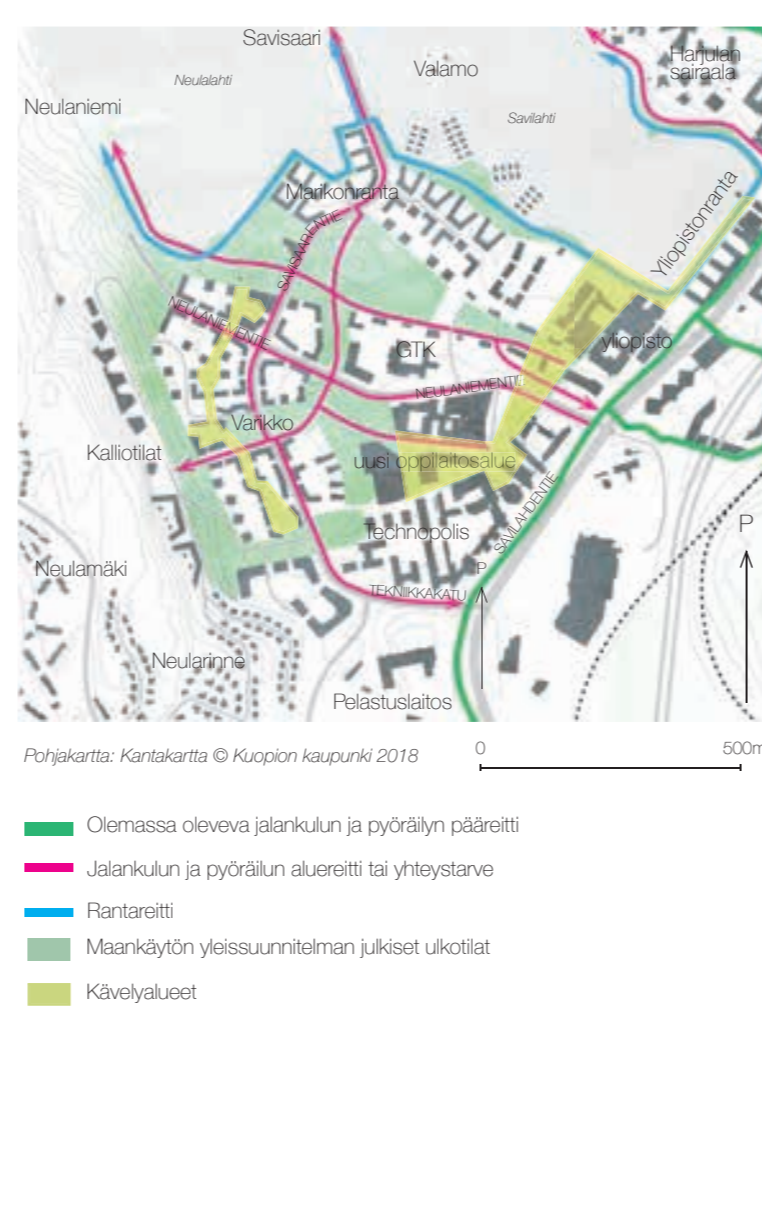 Savisaari
Neulalahti
Valamo
Harjulan
sairaala
Neulaniemi
Savilahti
Marikonranta
Yliopistonranta
SAVISAARENTIE
NEULANIEMENTIE
GTK
yliopisto
NEULANIEMENTIE
Varikko
Kalliotilat
uusi oppilaitosalue
SAVILAHDENTIE
Technopolis
P
P
Neulamäki
TEKNIIKKAKATU
Neularinne
Pelastuslaitos
Pohjakartta: Kantakartta © Kuopion kaupunki 2018
0
500m
Olemassa oleveva jalankulun ja pyöräilyn pääreitti
Jalankulun ja pyöräilun aluereitti tai yhteystarve
Rantareitti
Maankäytön yleissuunnitelman julkiset ulkotilat
Kävelyalueet